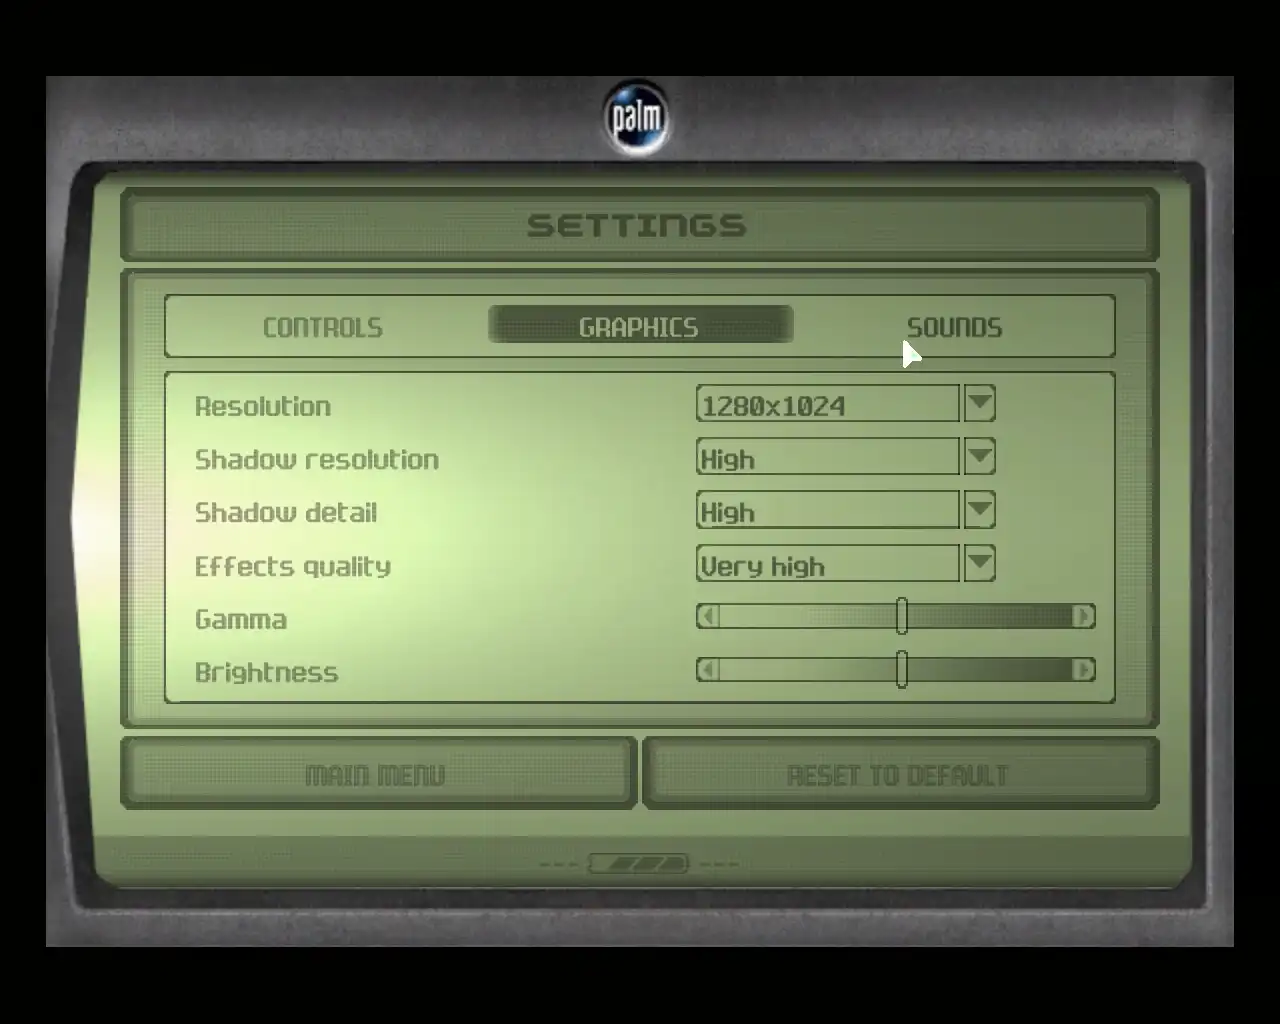 palm
SETTINGS
CONTROLS GRAPHICS SOUNDS
Resolution 1280x1024
Shadow resolution High
Shadow detail High
Effects quality Very high
Gamma
Brightness
MAIN MENU RESET TO DEFAULT